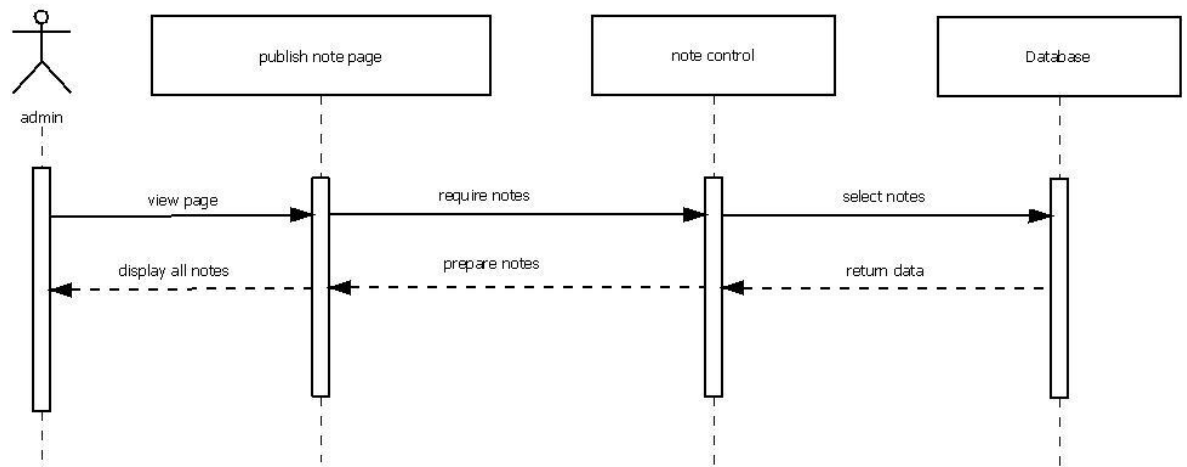 publish note page
note control
Database
admin
view page
require notes
select notes
display all notes
prepare notes
return data